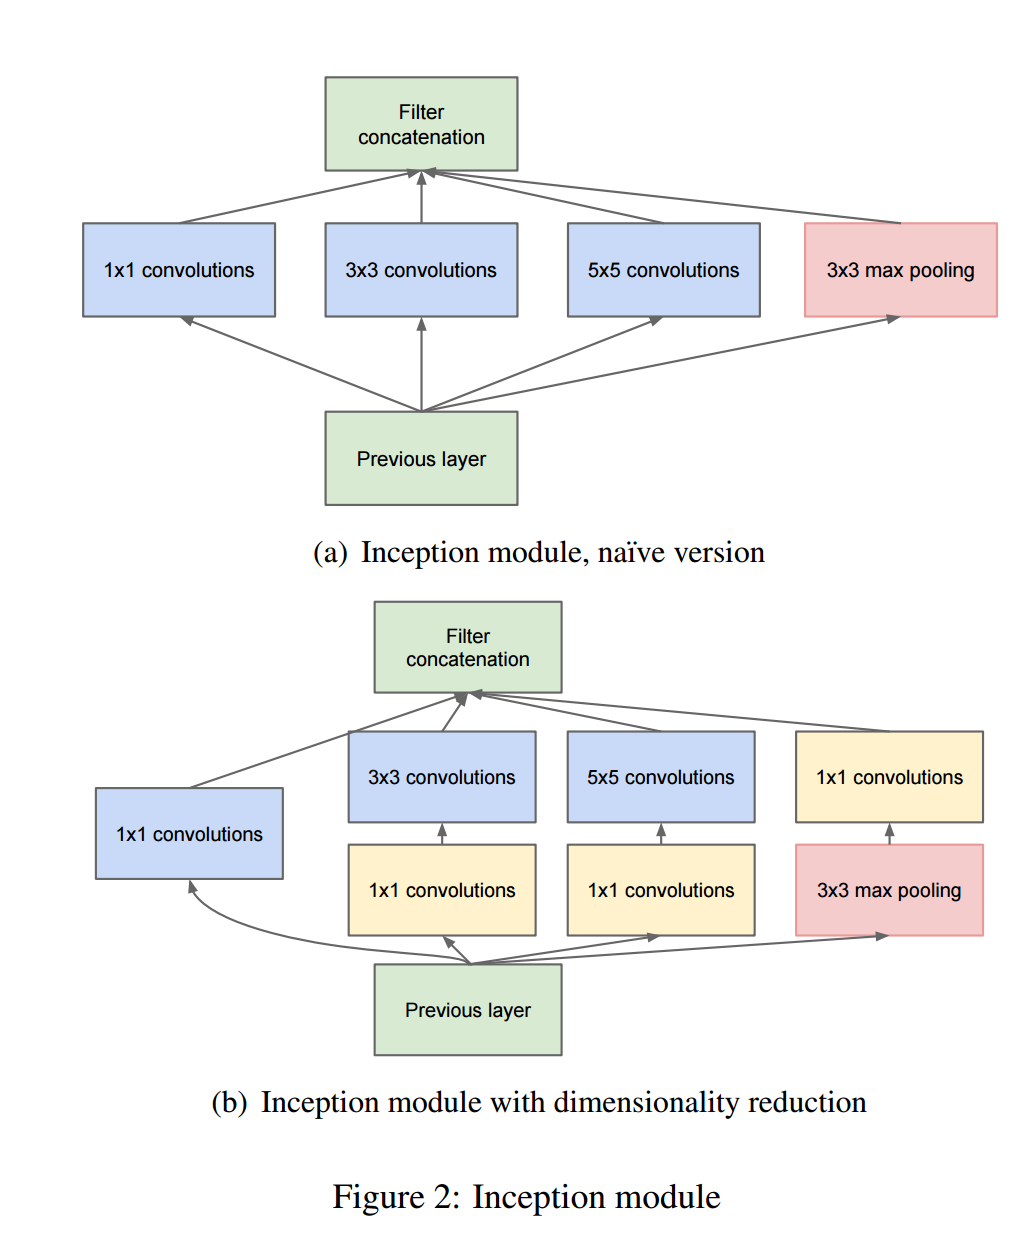 Filter
concatenation
1x1 convolutions
3x3 convolutions
5x5 convolutions
3x3 max pooling
Previous layer
(a) Inception module, naïve version
Filter
concatenation
3x3 convolutions
5x5 convolutions
1x1 convolutions
1x1 convolutions
1x1 convolutions
1x1 convolutions
3x3 max pooling
Previous layer
(b) Inception module with dimensionality reduction
Figure 2: Inception module